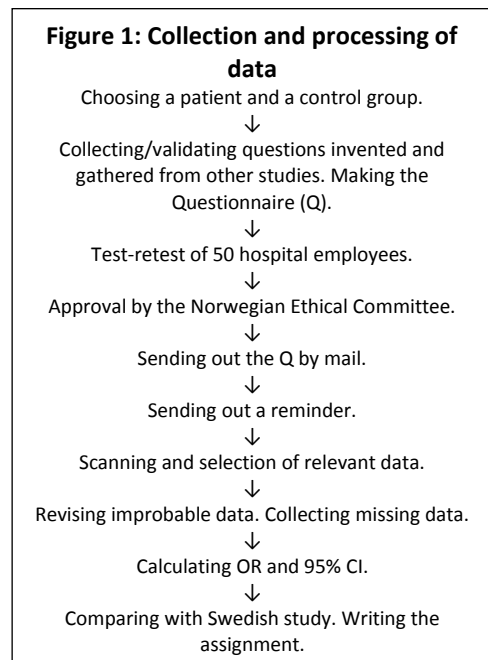 Figure 1: Collection and processing of
data
Choosing a patient and a control group.
↓
Collecting/validating questions invented and
gathered from other studies. Making the
Questionnaire (Q).
↓
Test-retest of 50 hospital employees.
↓
Approval by the Norwegian Ethical Committee.
↓
Sending out the Q by mail.
↓
Sending out a reminder.
↓
Scanning and selection of relevant data.
↓
Revising improbable data. Collecting missing data.
↓
Calculating OR and 95% CI.
↓
Comparing with Swedish study. Writing the
assignment.